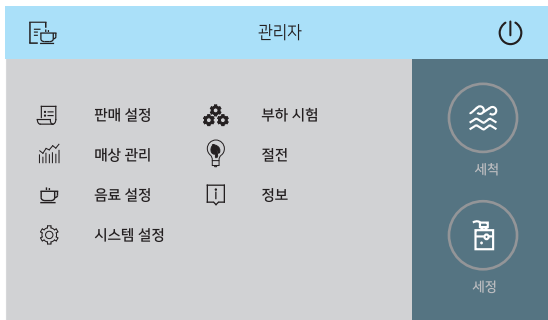 관리자
판매 설정
부하 시험
매상 관리
절전
음료 설정
정보
시스템 설정
세척
세정